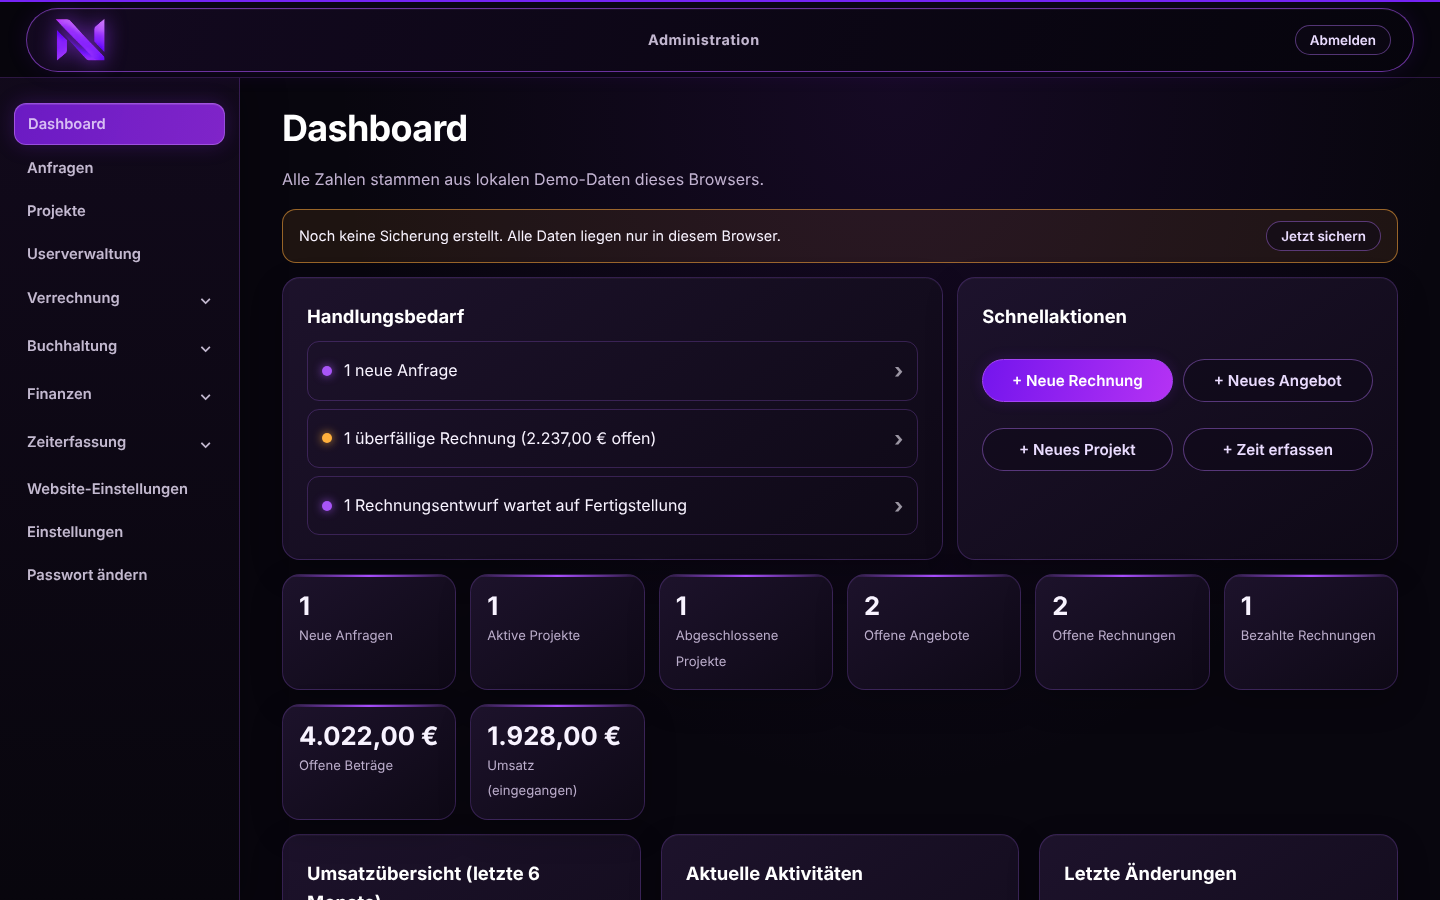 Administration
Abmelden
Dashboard
Anfragen
Projekte
Userverwaltung
Verrechnung
Buchhaltung
Finanzen
Zeiterfassung
Website-Einstellungen
Einstellungen
Passwort ändern
Dashboard
Alle Zahlen stammen aus lokalen Demo-Daten dieses Browsers.
Noch keine Sicherung erstellt. Alle Daten liegen nur in diesem Browser.
Jetzt sichern
Handlungsbedarf
1 neue Anfrage
1 überfällige Rechnung (2.237,00 € offen)
1 Rechnungsentwurf wartet auf Fertigstellung
Schnellaktionen
+ Neue Rechnung
+ Neues Angebot
+ Neues Projekt
+ Zeit erfassen
1
Neue Anfragen
1
Aktive Projekte
1
Abgeschlossene
Projekte
2
Offene Angebote
2
Offene Rechnungen
1
Bezahlte Rechnungen
4.022,00 €
Offene Beträge
1.928,00 €
Umsatz
(eingegangen)
Umsatzübersicht (letzte 6
Monate)
Aktuelle Aktivitäten
Letzte Änderungen